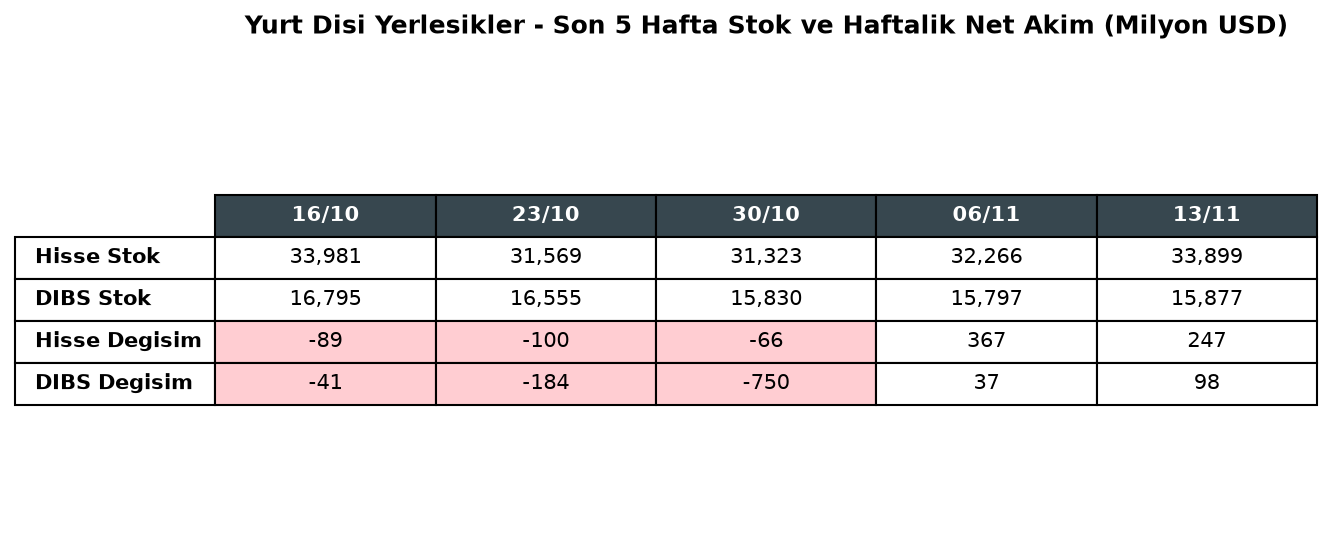 Yurt Disi Yerlesikler - Son 5 Hafta Stok ve Haftalik Net Akim (Milyon USD)
16/10 23/10 30/10 06/11 13/11
Hisse Stok 33,981 31,569 31,323 32,266 33,899
DIBS Stok 16,795 16,555 15,830 15,797 15,877
Hisse Degisim -89 -100 -66 367 247
DIBS Degisim -41 -184 -750 37 98